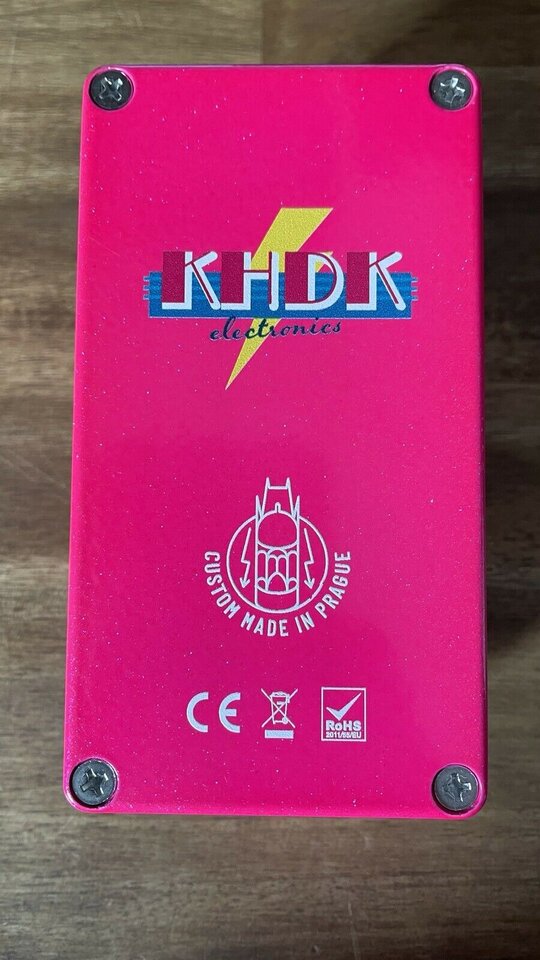 KHDK
electronics
CUSTOM MADE IN PRAGUE
CE
RoHS
2011/65/EU